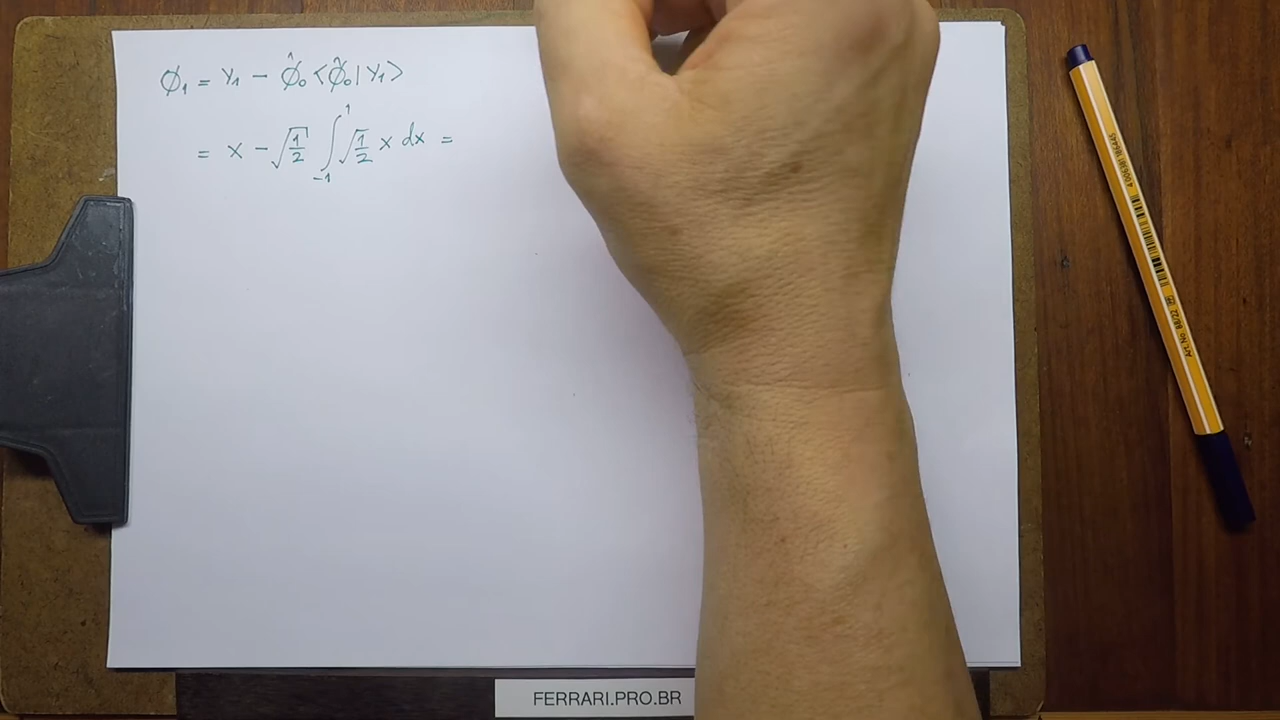 ϕ₁ = y₁ − ϕ̂₀ ⟨ϕ̂₀|y₁⟩
= x − √(1/2) ∫₋₁¹ √(1/2) x dx =
FERRARI.PRO.BR